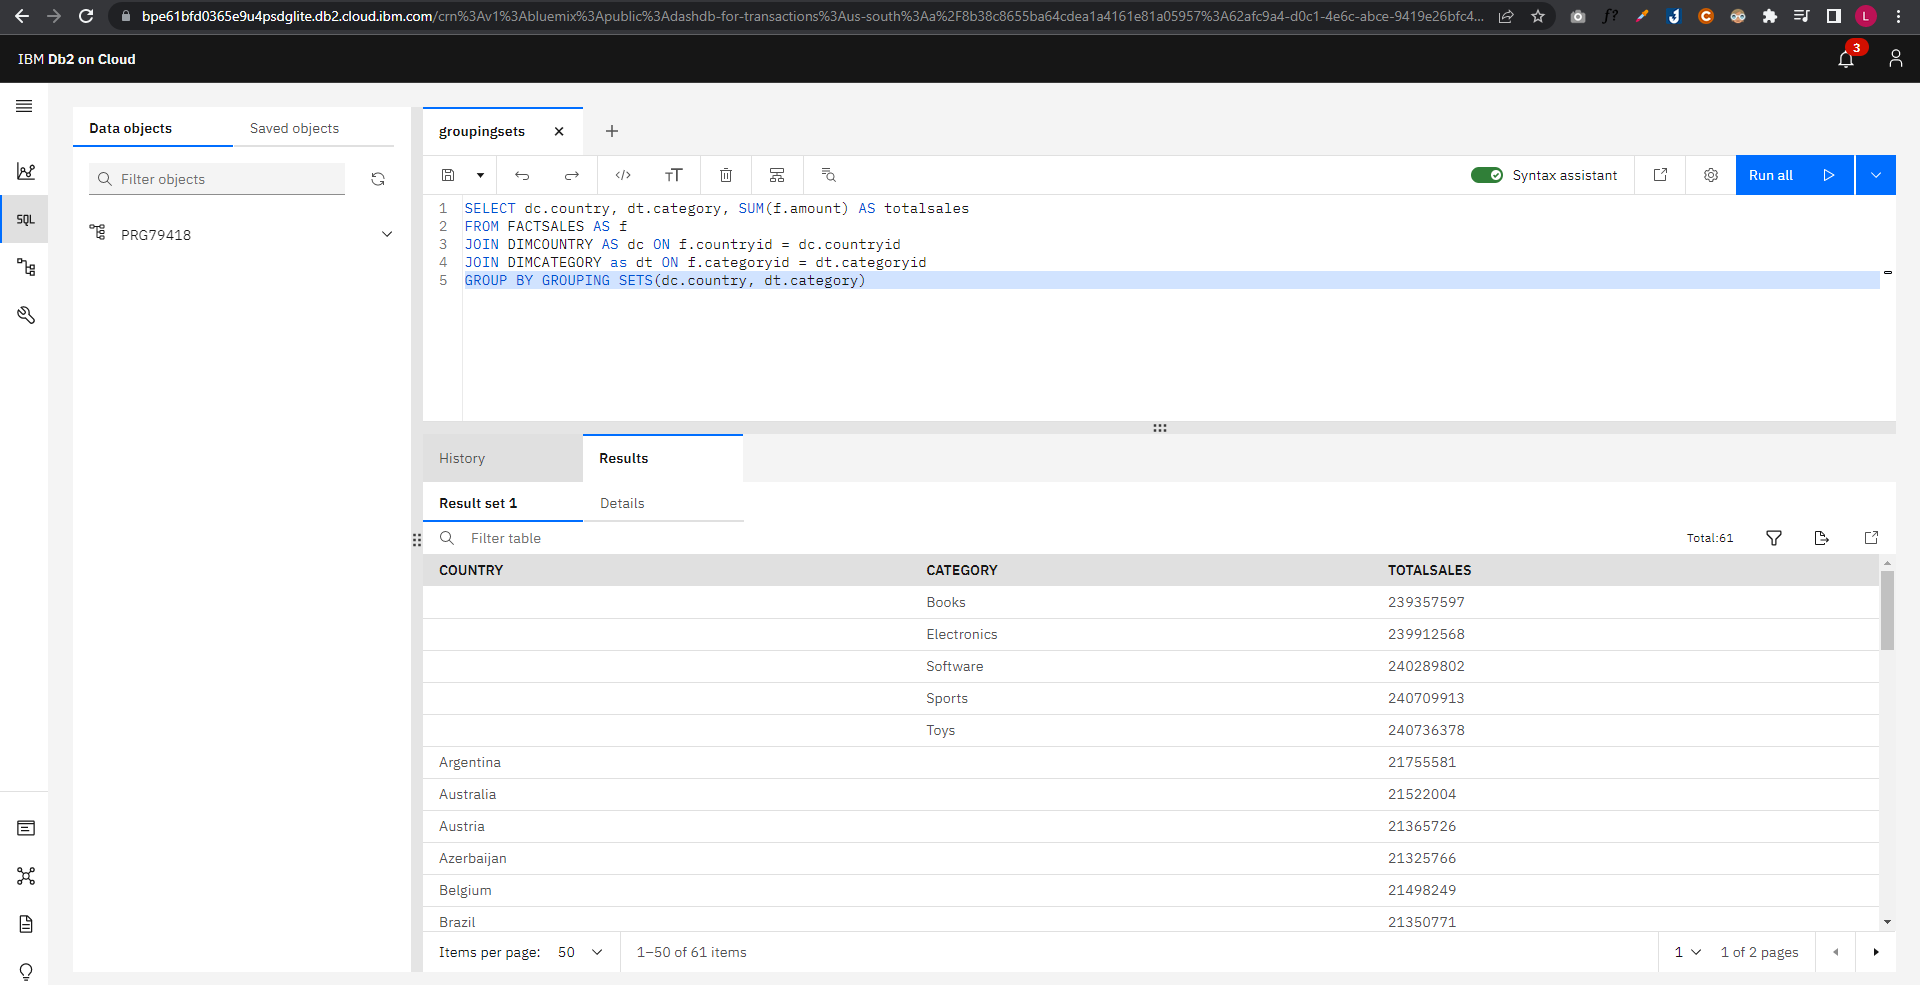 bpe61bfd0365e9u4psdglite.db2.cloud.ibm.com/crn%3Av1%3Abluemix%3Apublic%3Adashdb-for-transactions%3Aus-south%3Aa%2F8b38c8655ba64cdea1a4161e81a05957%3A62afc9a4-d0c1-4e6c-abce-9419e26bfc4...
f?
C
L
IBM Db2 on Cloud
3
Data objects
Saved objects
Filter objects
SQL
PRG79418
groupingsets
Syntax assistant
Run all
1 SELECT dc.country, dt.category, SUM(f.amount) AS totalsales
2 FROM FACTSALES AS f
3 JOIN DIMCOUNTRY AS dc ON f.countryid = dc.countryid
4 JOIN DIMCATEGORY as dt ON f.categoryid = dt.categoryid
5 GROUP BY GROUPING SETS(dc.country, dt.category)
History
Results
Result set 1
Details
Filter table
Total:61
COUNTRY CATEGORY TOTALSALES
Books 239357597
Electronics 239912568
Software 240289802
Sports 240709913
Toys 240736378
Argentina 21755581
Australia 21522004
Austria 21365726
Azerbaijan 21325766
Belgium 21498249
Brazil 21350771
Items per page: 50
1–50 of 61 items
1
1 of 2 pages